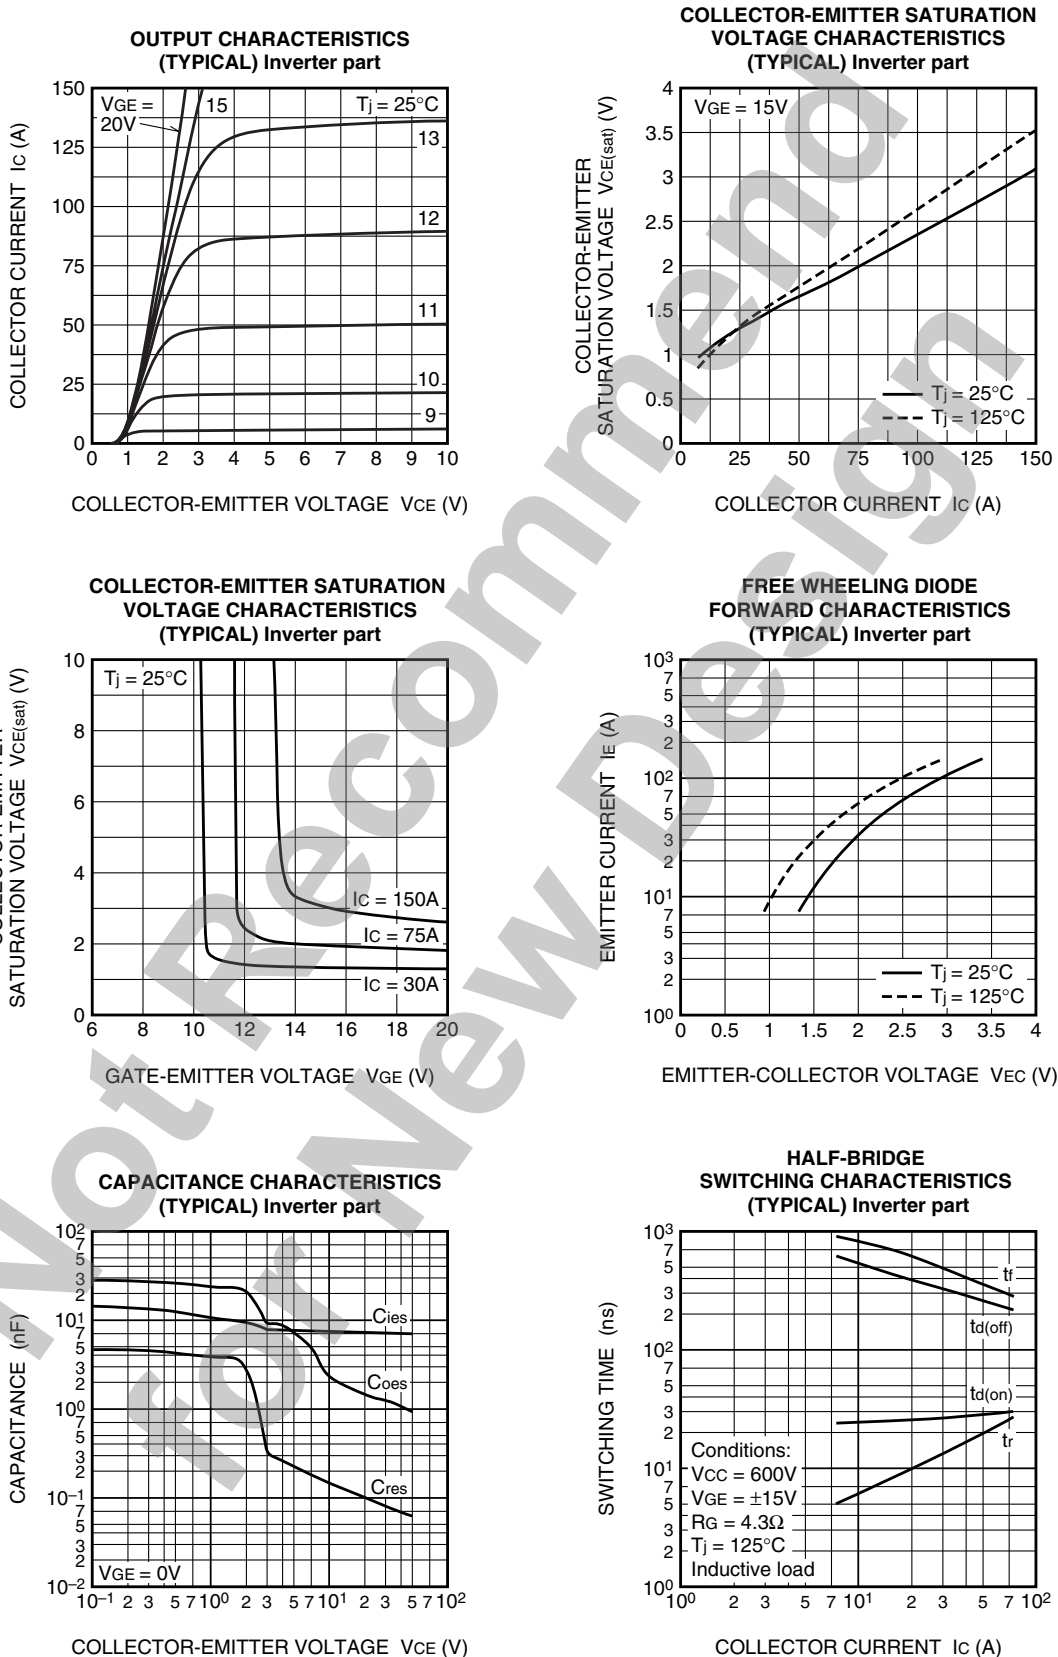 OUTPUT CHARACTERISTICS
(TYPICAL) Inverter part
150
125
100
75
50
25
0
0 1 2 3 4 5 6 7 8 9 10
VGE =
20V
15
Tj = 25°C
13
12
11
10
9
COLLECTOR CURRENT IC (A)
COLLECTOR-EMITTER VOLTAGE VCE (V)
COLLECTOR-EMITTER SATURATION
VOLTAGE CHARACTERISTICS
(TYPICAL) Inverter part
4
3.5
3
2.5
2
1.5
1
0.5
0
0 25 50 75 100 125 150
VGE = 15V
Tj = 25°C
Tj = 125°C
COLLECTOR-EMITTER
SATURATION VOLTAGE VCE(sat) (V)
COLLECTOR CURRENT IC (A)
COLLECTOR-EMITTER SATURATION
VOLTAGE CHARACTERISTICS
(TYPICAL) Inverter part
10
8
6
4
2
0
6 8 10 12 14 16 18 20
Tj = 25°C
IC = 150A
IC = 75A
IC = 30A
SATURATION VOLTAGE VCE(sat) (V)
GATE-EMITTER VOLTAGE VGE (V)
FREE WHEELING DIODE
FORWARD CHARACTERISTICS
(TYPICAL) Inverter part
10³
7
5
3
2
10²
7
5
3
2
10¹
7
5
3
2
10⁰
0 0.5 1 1.5 2 2.5 3 3.5 4
Tj = 25°C
Tj = 125°C
EMITTER CURRENT IE (A)
EMITTER-COLLECTOR VOLTAGE VEC (V)
CAPACITANCE CHARACTERISTICS
(TYPICAL) Inverter part
10²
7
5
3
2
10¹
7
5
3
2
10⁰
7
5
3
2
10⁻¹
7
5
3
2
10⁻²
10⁻¹ 2 3 5 7 10⁰ 2 3 5 7 10¹ 2 3 5 7 10²
Cies
Coes
Cres
VGE = 0V
CAPACITANCE (nF)
COLLECTOR-EMITTER VOLTAGE VCE (V)
HALF-BRIDGE
SWITCHING CHARACTERISTICS
(TYPICAL) Inverter part
10³
7
5
3
2
10²
7
5
3
2
10¹
7
5
3
2
10⁰
10⁰ 2 3 5 7 10¹ 2 3 5 7 10²
tf
td(off)
td(on)
tr
Conditions:
VCC = 600V
VGE = ±15V
RG = 4.3Ω
Tj = 125°C
Inductive load
SWITCHING TIME (ns)
COLLECTOR CURRENT IC (A)
Not Recommend
for New Design